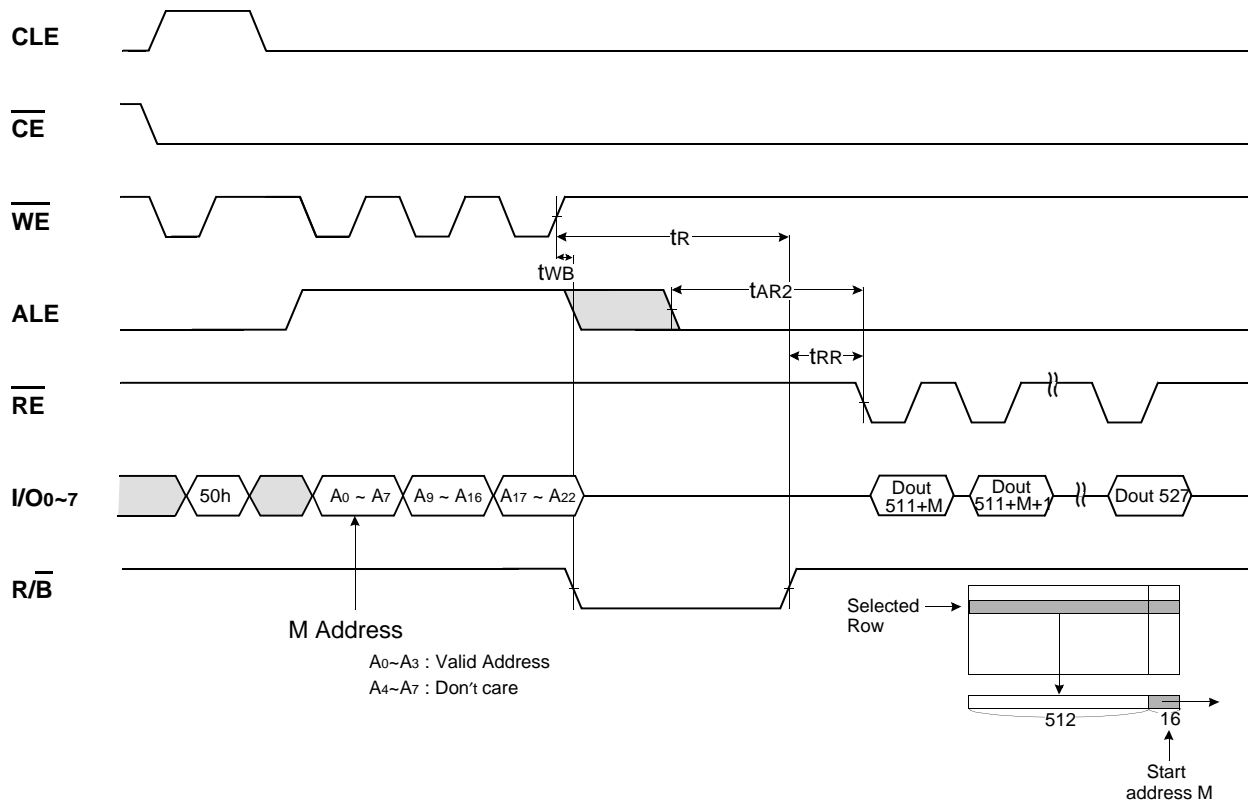 CLE
CE
WE
tR
tWB
ALE
tAR2
tRR
RE
I/O0~7
50h
A0 ~ A7
A9 ~ A16
A17 ~ A22
Dout
511+M
Dout
511+M+1
Dout 527
R/B
M Address
A0~A3 : Valid Address
A4~A7 : Don't care
Selected
Row
512
16
Start
address M